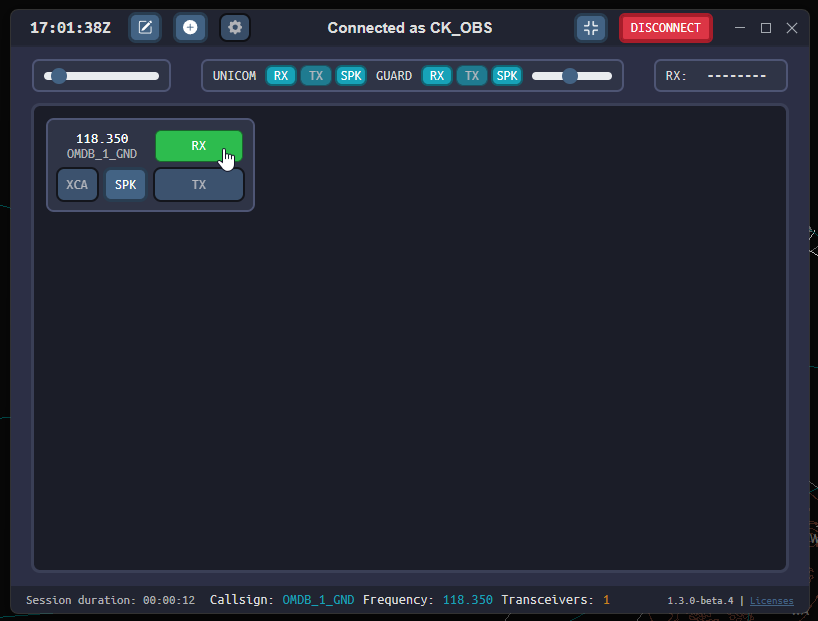 17:01:38Z Connected as CK_OBS DISCONNECT
UNICOM RX TX SPK GUARD RX TX SPK RX: --------
118.350 RX
OMDB_1_GND
XCA SPK TX
Session duration: 00:00:12 Callsign: OMDB_1_GND Frequency: 118.350 Transceivers: 1 1.3.0-beta.4 | Licenses